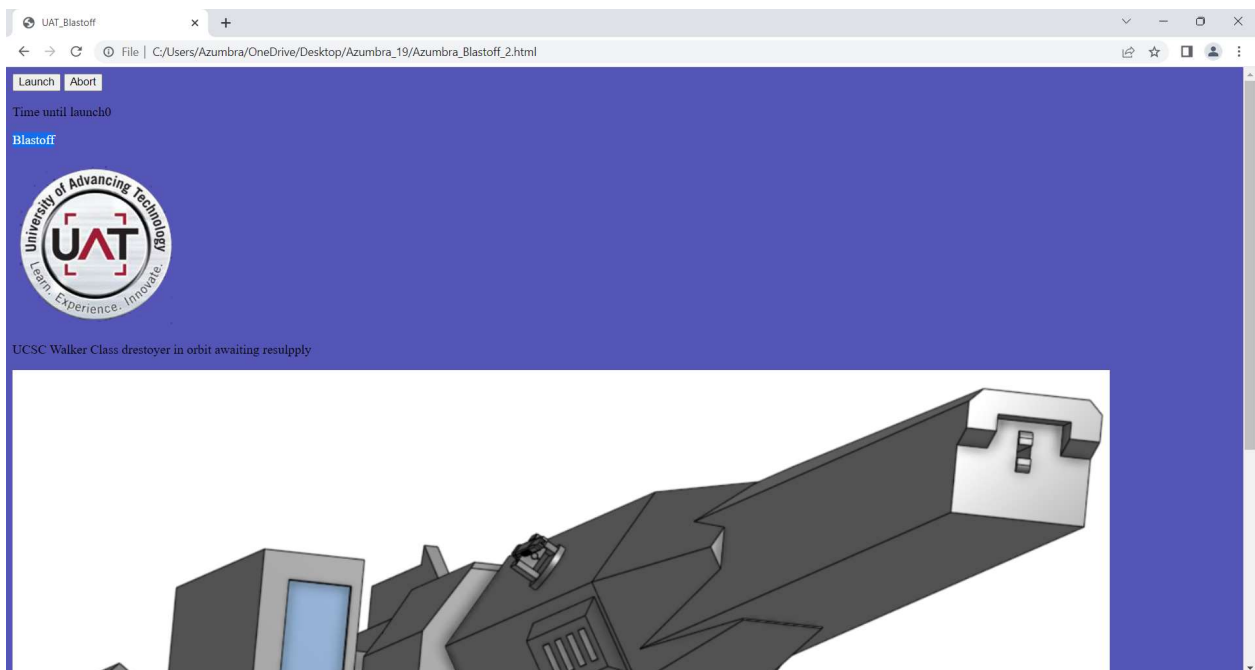 UAT_Blastoff
File | C:/Users/Azumbra/OneDrive/Desktop/Azumbra_19/Azumbra_Blastoff_2.html
Launch Abort
Time until launch0
Blastoff
University of Advancing Technology
UAT
Learn. Experience. Innovate.
UCSC Walker Class drestoyer in orbit awaiting resulpply